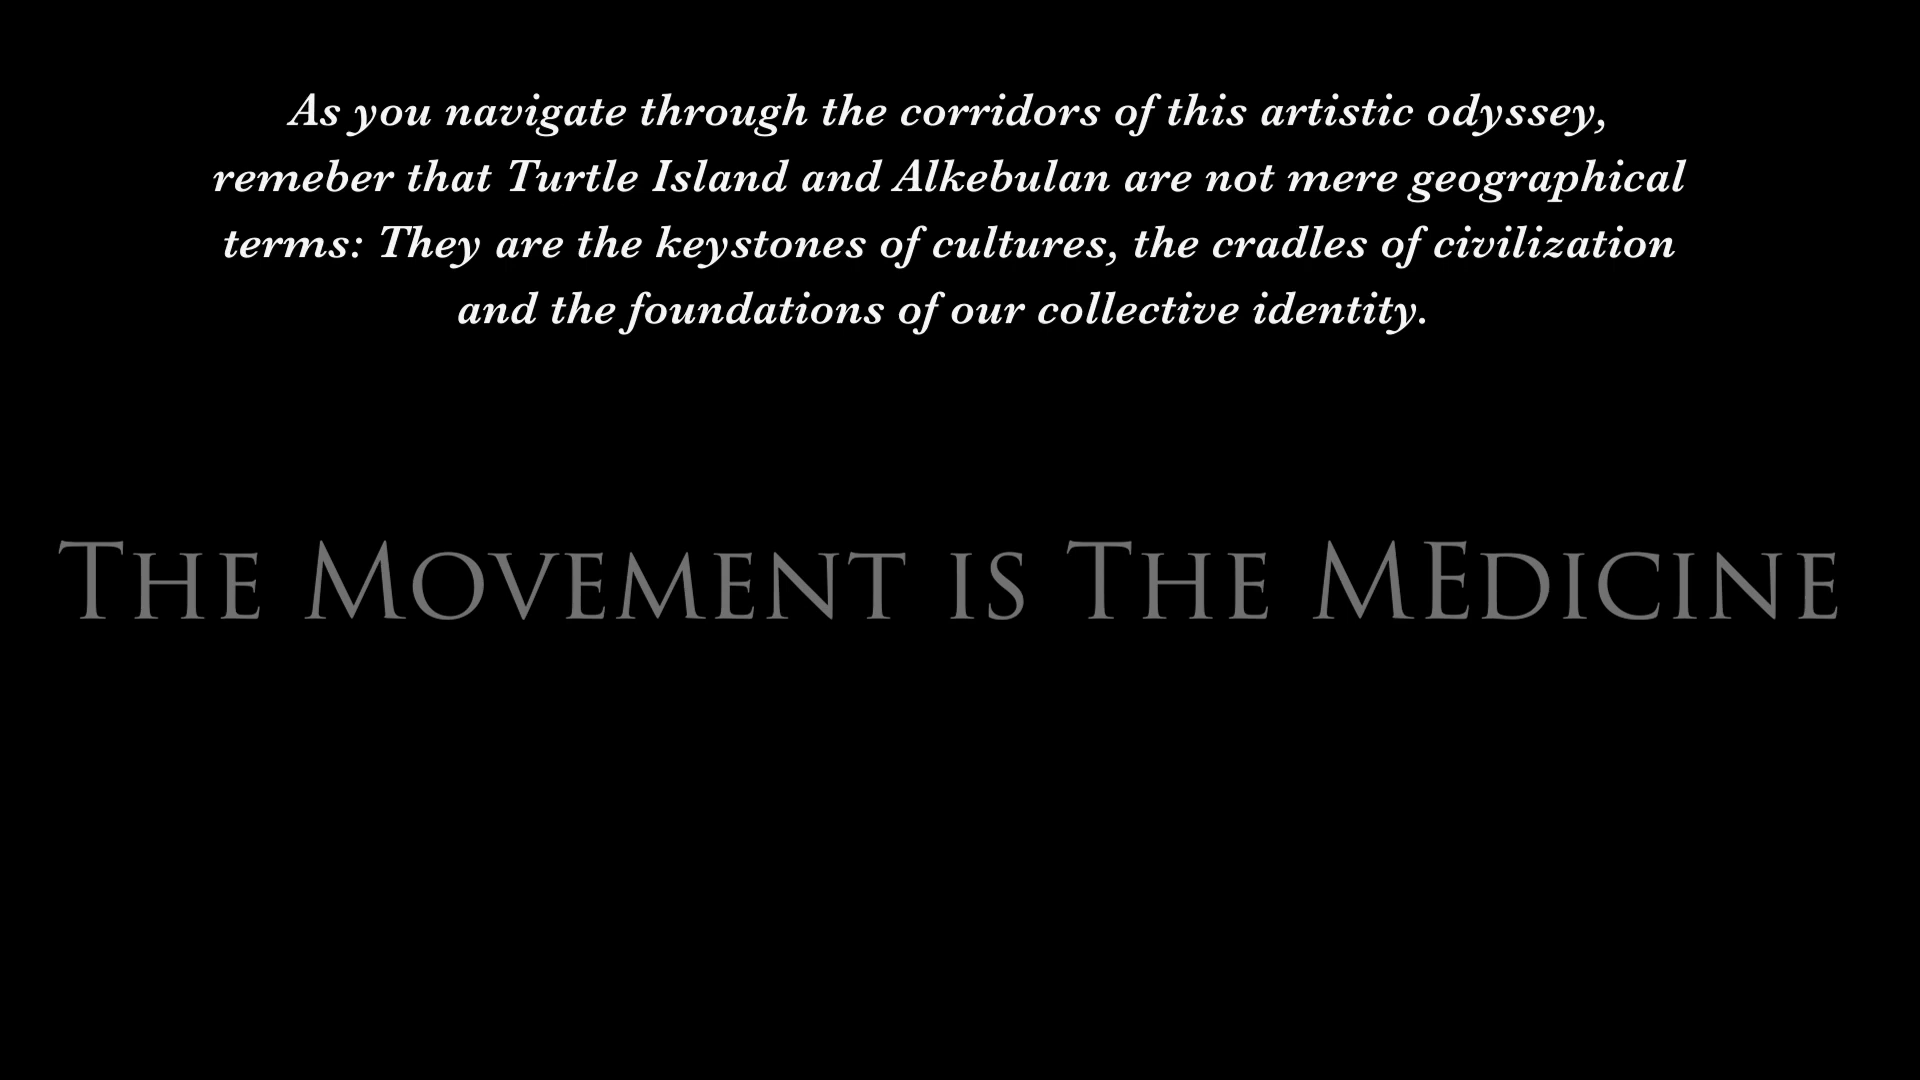 As you navigate through the corridors of this artistic odyssey,
remeber that Turtle Island and Alkebulan are not mere geographical
terms: They are the keystones of cultures, the cradles of civilization
and the foundations of our collective identity.
The Movement is The MEdicine